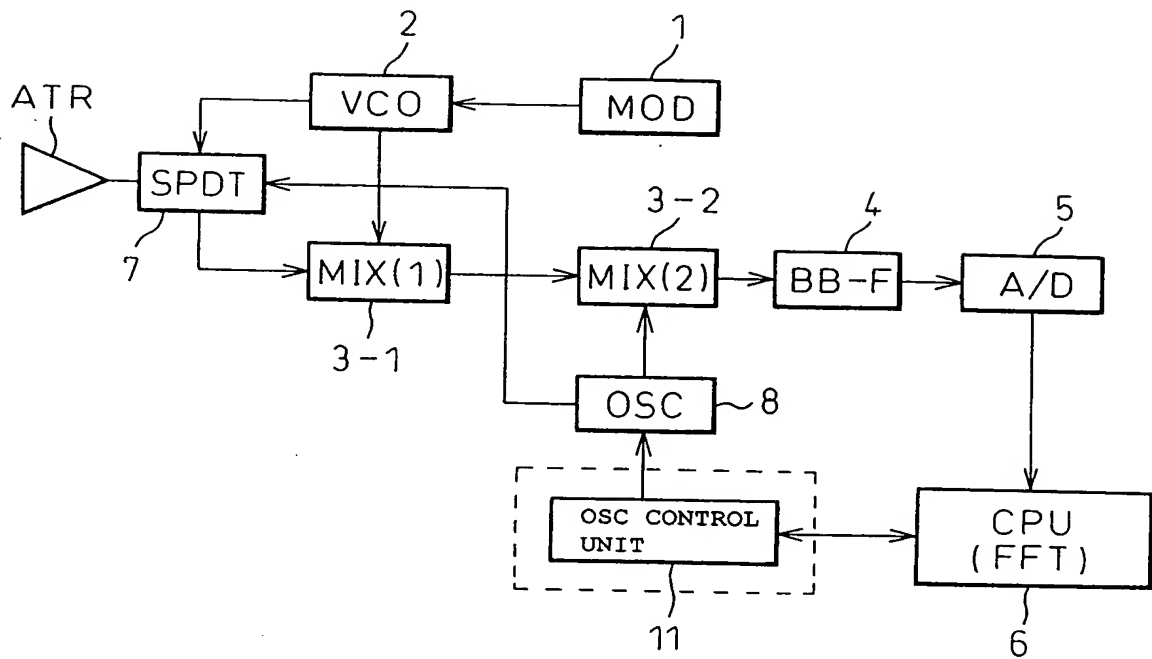 2
1
ATR
VCO
MOD
SPDT
7
3-2
4
5
MIX(1)
MIX(2)
BB-F
A/D
3-1
OSC
8
OSC CONTROL
UNIT
CPU
(FFT)
11
6